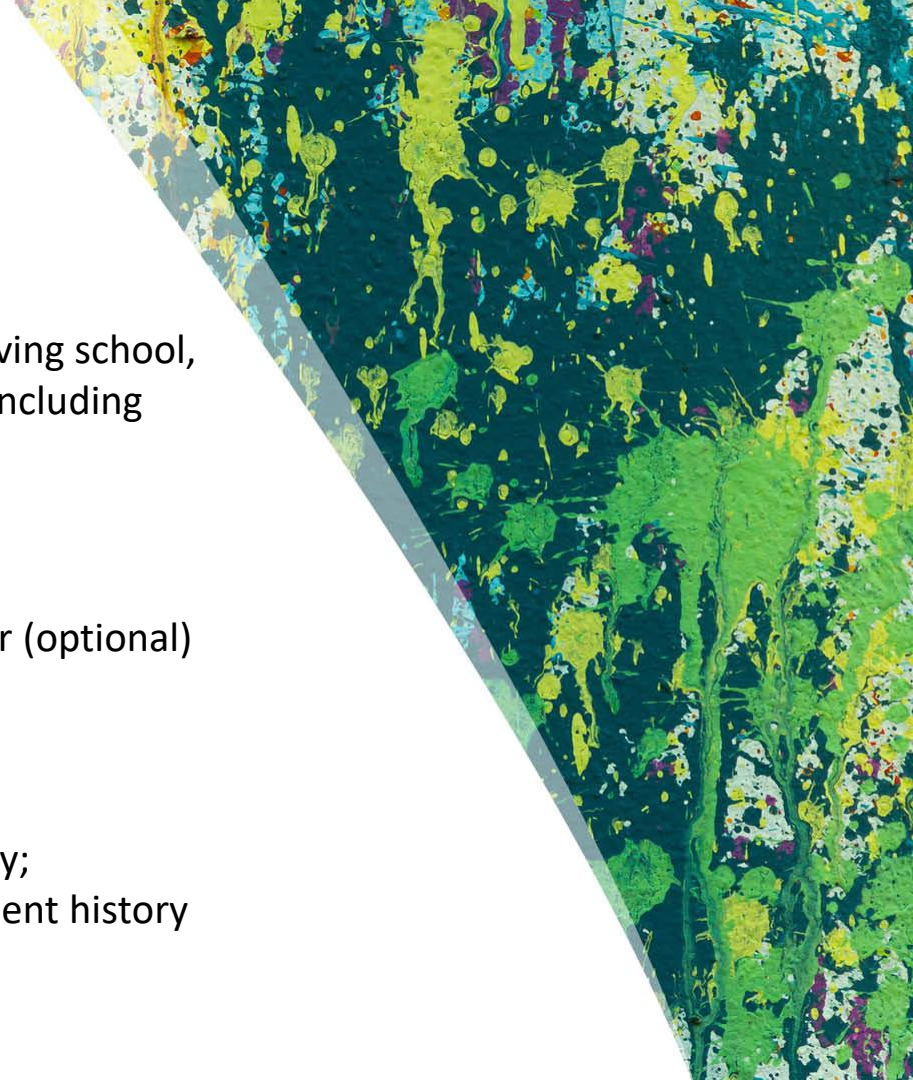 ving school,
ncluding
r (optional)
y;
ent history